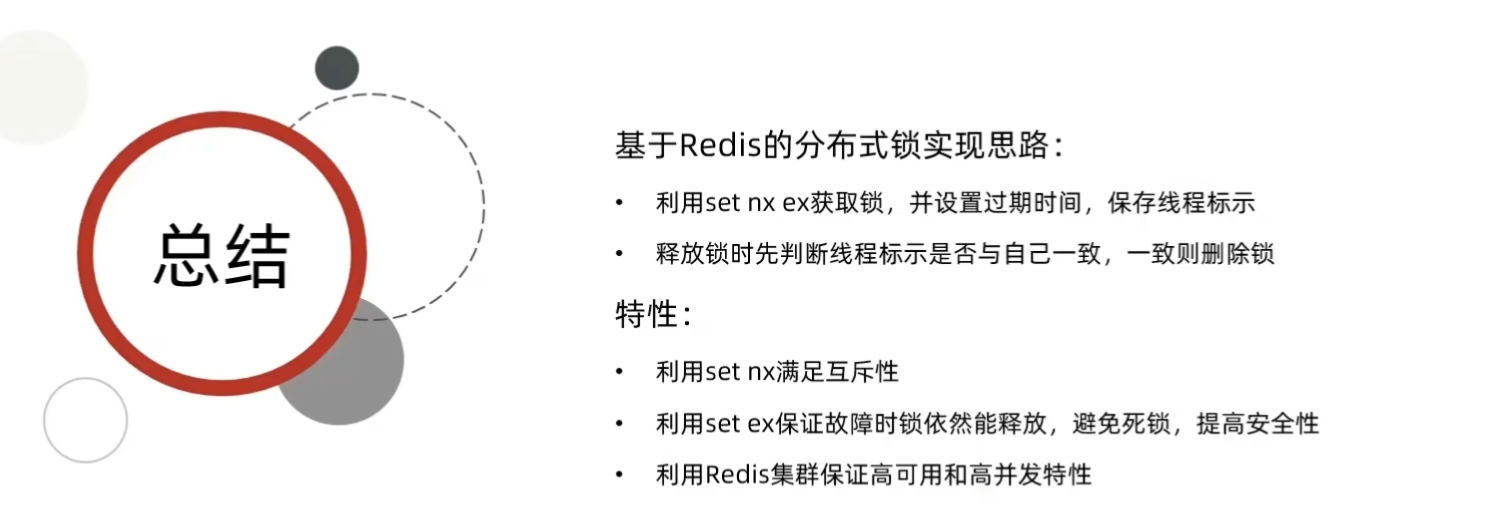 总结
基于Redis的分布式锁实现思路：
• 利用set nx ex获取锁，并设置过期时间，保存线程标示
• 释放锁时先判断线程标示是否与自己一致，一致则删除锁
特性：
• 利用set nx满足互斥性
• 利用set ex保证故障时锁依然能释放，避免死锁，提高安全性
• 利用Redis集群保证高可用和高并发特性